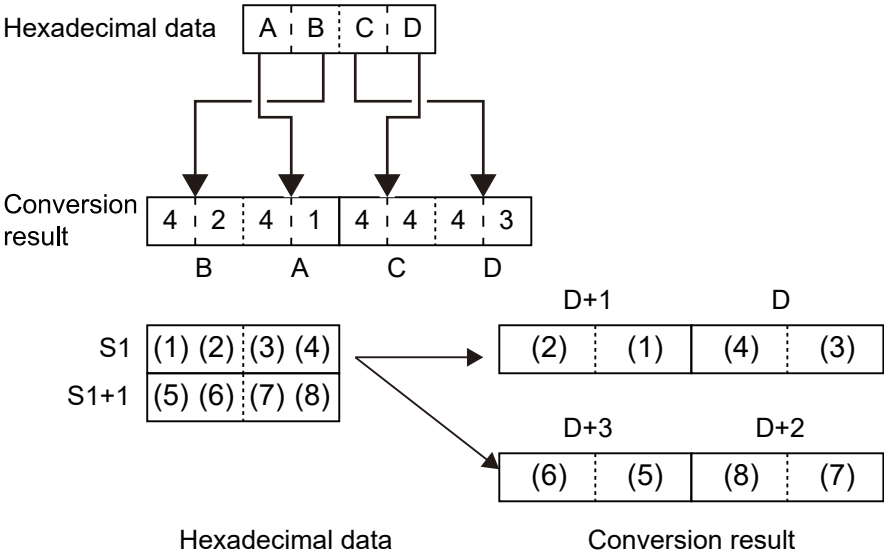 Hexadecimal data A B C D
Conversion result 4 2 4 1 4 4 4 3
B A C D
D+1 D
S1 (1) (2) (3) (4) (2) (1) (4) (3)
S1+1 (5) (6) (7) (8)
D+3 D+2
(6) (5) (8) (7)
Hexadecimal data Conversion result